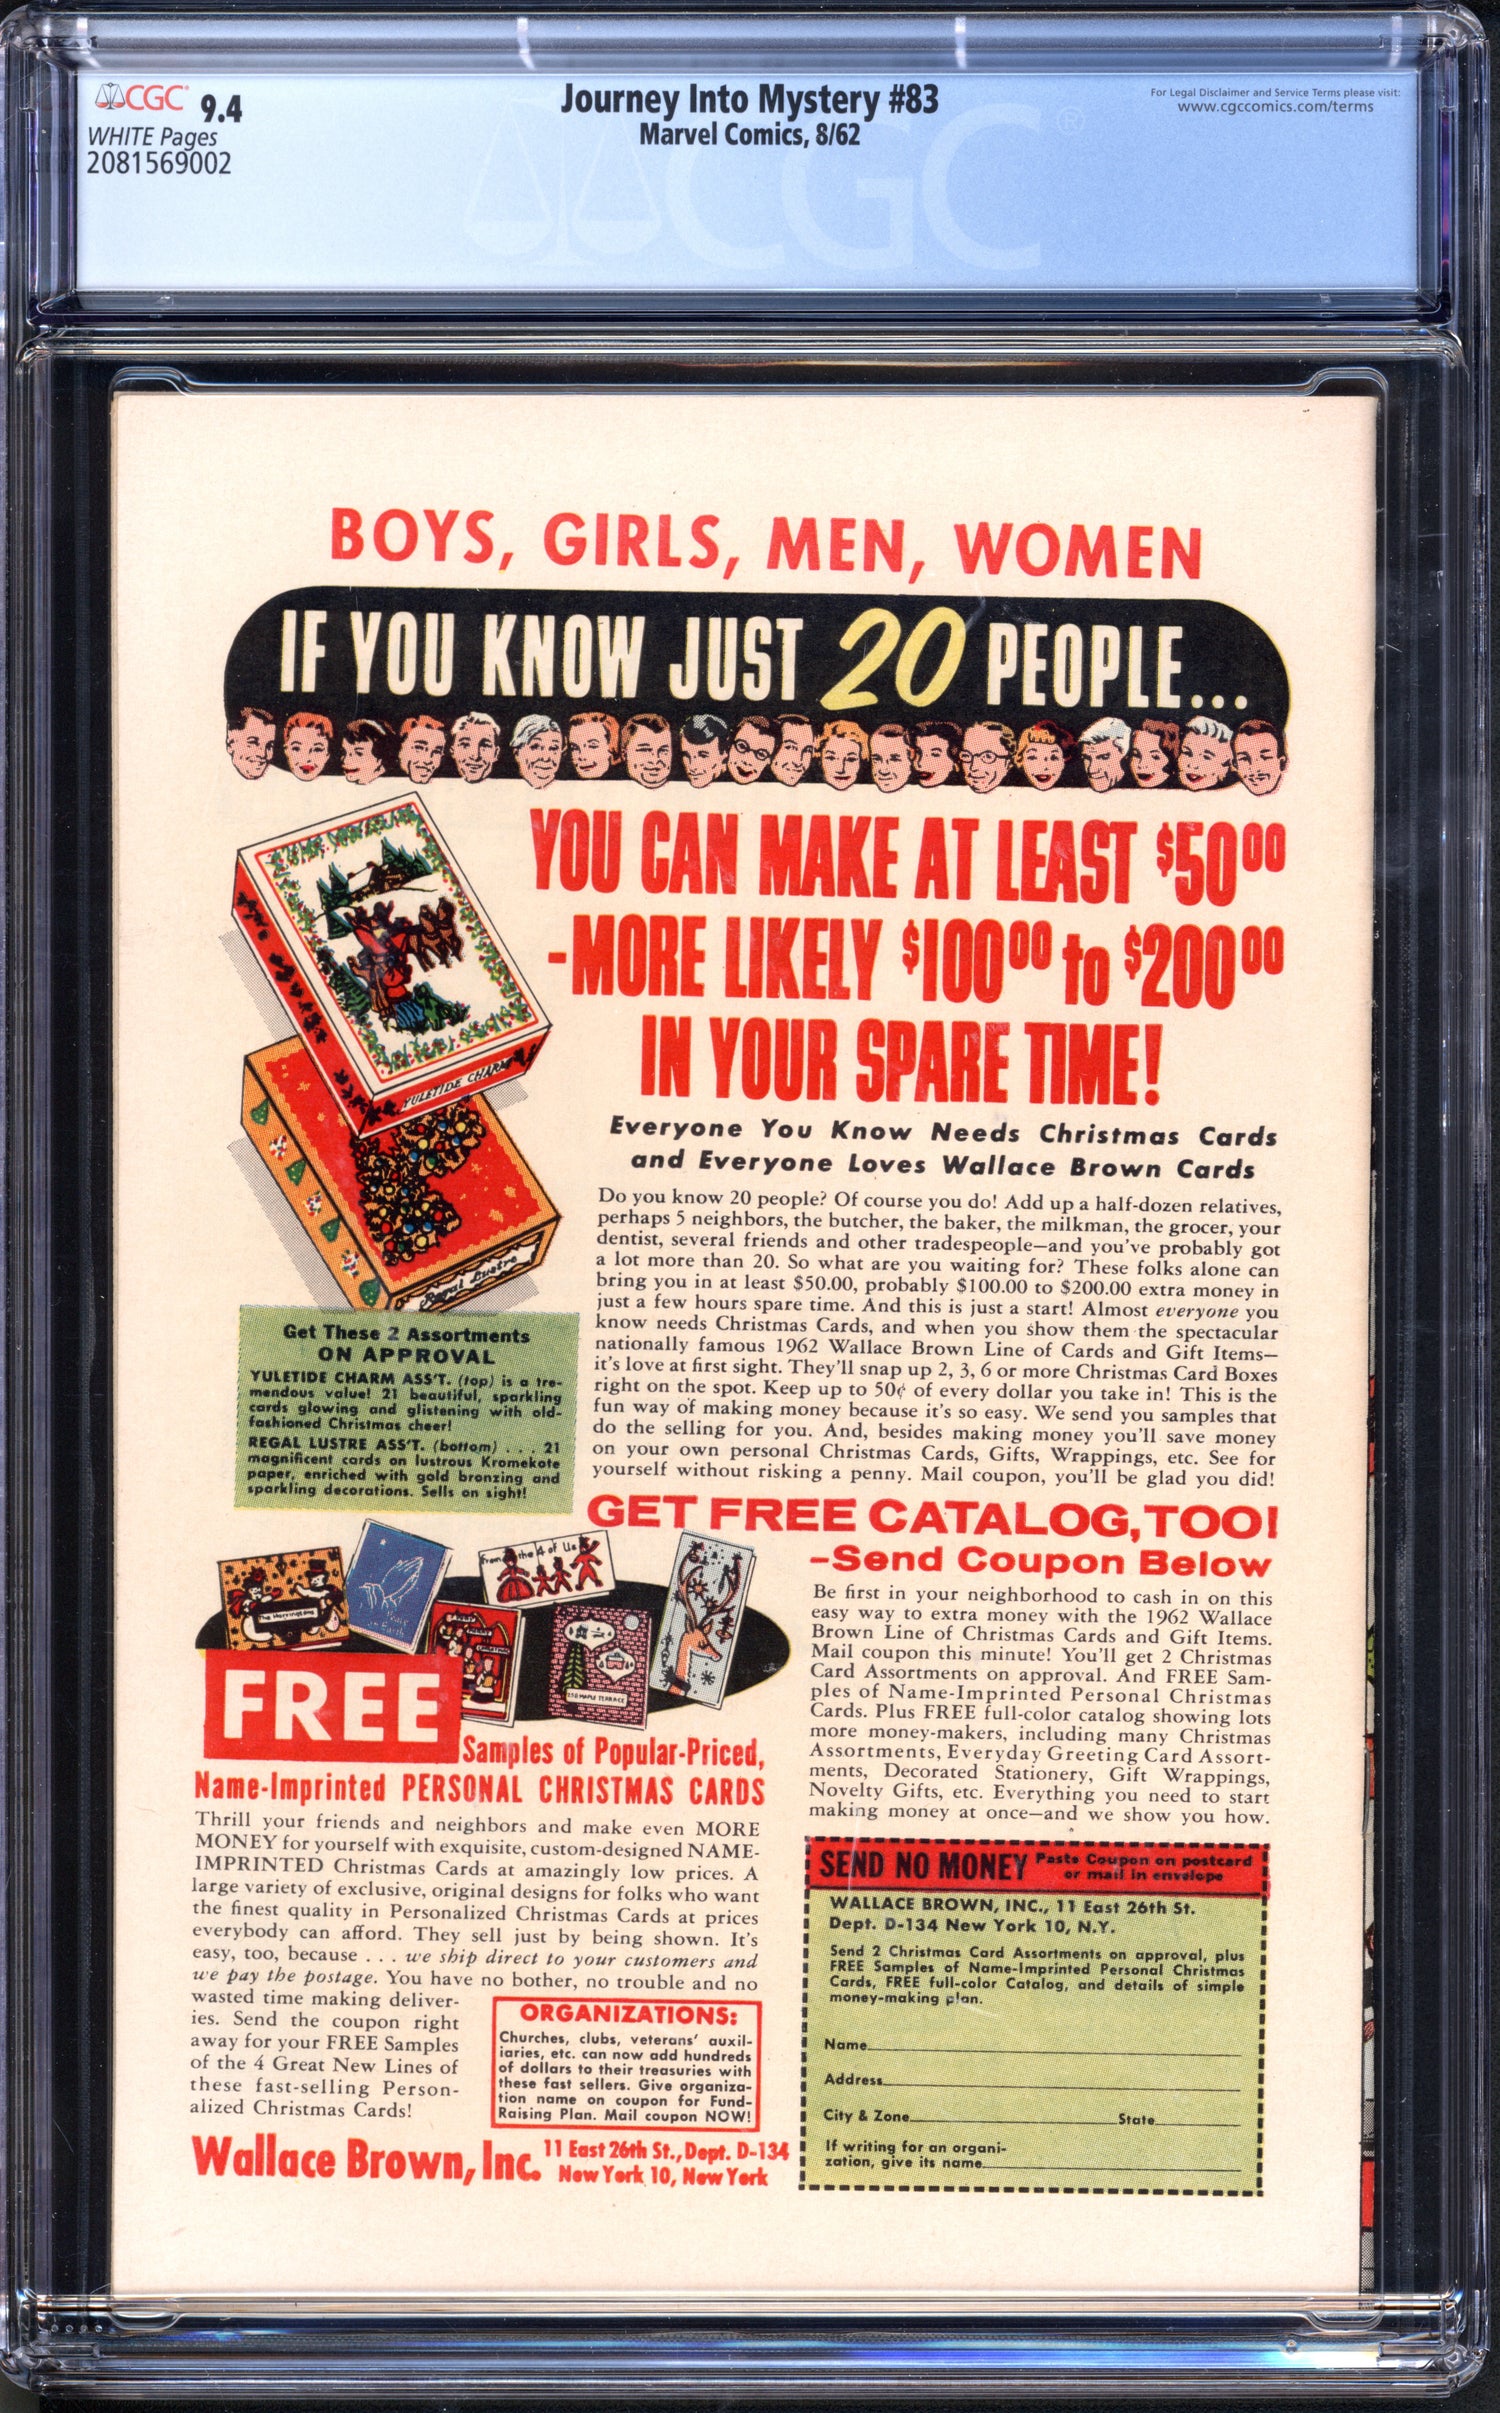 CGC 9.4
WHITE Pages
2081569002
Journey Into Mystery #83
Marvel Comics, 8/62
For Legal Disclaimer and Service Terms please visit:
www.cgccomics.com/terms
CGC
BOYS, GIRLS, MEN, WOMEN
IF YOU KNOW JUST 20 PEOPLE...
YOU CAN MAKE AT LEAST $5000
-MORE LIKELY $10000 to $20000
IN YOUR SPARE TIME!
YULETIDE CHARM
Regal Lustre
Everyone You Know Needs Christmas Cards
and Everyone Loves Wallace Brown Cards
Do you know 20 people? Of course you do! Add up a half-dozen relatives,
perhaps 5 neighbors, the butcher, the baker, the milkman, the grocer, your
dentist, several friends and other tradespeople—and you've probably got
a lot more than 20. So what are you waiting for? These folks alone can
bring you in at least $50.00, probably $100.00 to $200.00 extra money in
just a few hours spare time. And this is just a start! Almost everyone you
know needs Christmas Cards, and when you show them the spectacular
nationally famous 1962 Wallace Brown Line of Cards and Gift Items—
it's love at first sight. They'll snap up 2, 3, 6 or more Christmas Card Boxes
right on the spot. Keep up to 50¢ of every dollar you take in! This is the
fun way of making money because it's so easy. We send you samples that
do the selling for you. And, besides making money you'll save money
on your own personal Christmas Cards, Gifts, Wrappings, etc. See for
yourself without risking a penny. Mail coupon, you'll be glad you did!
Get These 2 Assortments
ON APPROVAL
YULETIDE CHARM ASS'T. (top) is a tre-
mendous value! 21 beautiful, sparkling
cards glowing and glistening with old-
fashioned Christmas cheer!
REGAL LUSTRE ASS'T. (bottom) . . . 21
magnificent cards on lustrous Kromekote
paper, enriched with gold bronzing and
sparkling decorations. Sells on sight!
GET FREE CATALOG, TOO!
–Send Coupon Below
Be first in your neighborhood to cash in on this
easy way to extra money with the 1962 Wallace
Brown Line of Christmas Cards and Gift Items.
Mail coupon this minute! You'll get 2 Christmas
Card Assortments on approval. And FREE Sam-
ples of Name-Imprinted Personal Christmas
Cards. Plus FREE full-color catalog showing lots
more money-makers, including many Christmas
Assortments, Everyday Greeting Card Assort-
ments, Decorated Stationery, Gift Wrappings,
Novelty Gifts, etc. Everything you need to start
making money at once—and we show you how.
The Harringtons
From the 4 of Us
250 MAPLE TERRACE
FREE
Samples of Popular-Priced,
Name-Imprinted PERSONAL CHRISTMAS CARDS
Thrill your friends and neighbors and make even MORE
MONEY for yourself with exquisite, custom-designed NAME-
IMPRINTED Christmas Cards at amazingly low prices. A
large variety of exclusive, original designs for folks who want
the finest quality in Personalized Christmas Cards at prices
everybody can afford. They sell just by being shown. It's
easy, too, because . . . we ship direct to your customers and
we pay the postage. You have no bother, no trouble and no
wasted time making deliver-
ies. Send the coupon right
away for your FREE Samples
of the 4 Great New Lines of
these fast-selling Person-
alized Christmas Cards!
ORGANIZATIONS:
Churches, clubs, veterans' auxil-
iaries, etc. can now add hundreds
of dollars to their treasuries with
these fast sellers. Give organiza-
tion name on coupon for Fund-
Raising Plan. Mail coupon NOW!
Wallace Brown, Inc. 11 East 26th St., Dept. D-134
New York 10, New York
SEND NO MONEY Paste Coupon on postcard
or mail in envelope
WALLACE BROWN, INC., 11 East 26th St.
Dept. D-134 New York 10, N.Y.
Send 2 Christmas Card Assortments on approval, plus
FREE Samples of Name-Imprinted Personal Christmas
Cards, FREE full-color Catalog, and details of simple
money-making plan.
Name
Address
City & Zone State
If writing for an organi-
zation, give its name